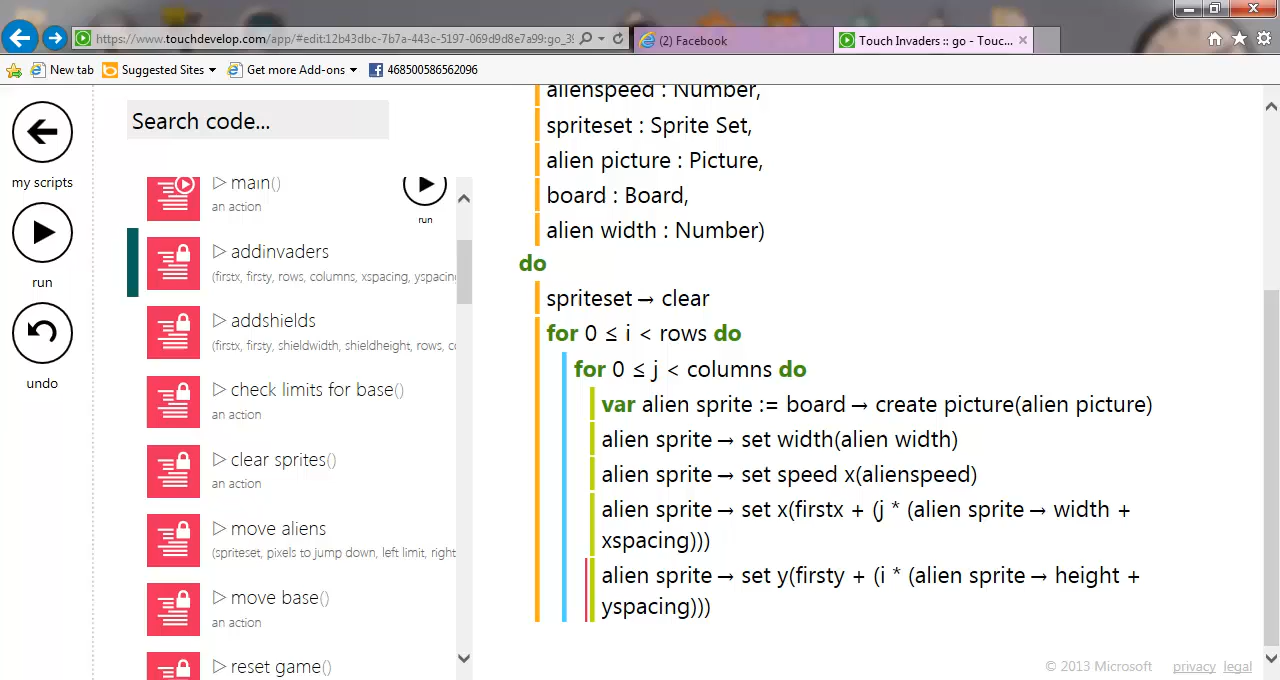 https://www.touchdevelop.com/app/#edit:12b43dbc-7b7a-443c-5197-069d9d8e7a99:go_
(2) Facebook
Touch Invaders :: go - Touc...
New tab
Suggested Sites
Get more Add-ons
468500586562096
my scripts
run
undo
Search code...
main()
an action
run
addinvaders
(firstx, firsty, rows, columns, xspacing, yspacing
addshields
(firstx, firsty, shieldwidth, shieldheight, rows, co
check limits for base()
an action
clear sprites()
an action
move aliens
(spriteset, pixels to jump down, left limit, right
move base()
an action
reset game()
alienspeed : Number,
spriteset : Sprite Set,
alien picture : Picture,
board : Board,
alien width : Number)
do
spriteset → clear
for 0 ≤ i < rows do
for 0 ≤ j < columns do
var alien sprite := board → create picture(alien picture)
alien sprite → set width(alien width)
alien sprite → set speed x(alienspeed)
alien sprite → set x(firstx + (j * (alien sprite → width +
xspacing)))
alien sprite → set y(firsty + (i * (alien sprite → height +
yspacing)))
© 2013 Microsoft privacy legal